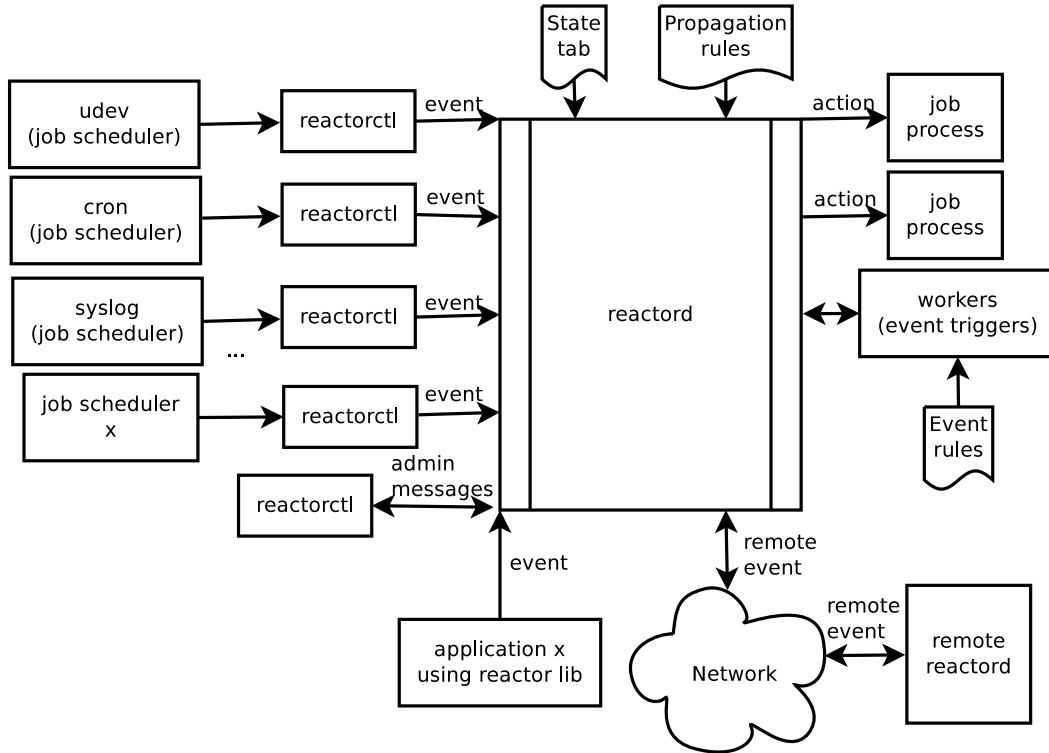 State
tab
Propagation
rules
udev
(job scheduler)
reactorctl
event
action
job
process
cron
(job scheduler)
reactorctl
event
action
job
process
syslog
(job scheduler)
...
reactorctl
event
reactord
workers
(event triggers)
job scheduler
x
reactorctl
event
Event
rules
reactorctl
admin
messages
event
remote
event
application x
using reactor lib
Network
remote
event
remote
reactord